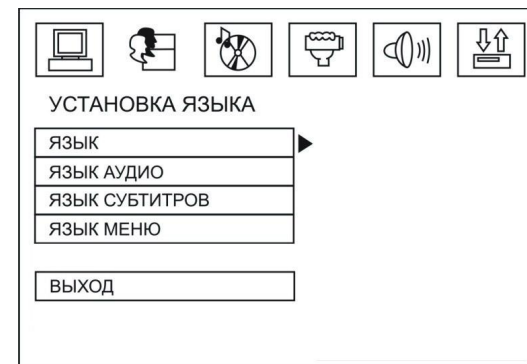 УСТАНОВКА ЯЗЫКА
ЯЗЫК
ЯЗЫК АУДИО
ЯЗЫК СУБТИТРОВ
ЯЗЫК МЕНЮ
ВЫХОД